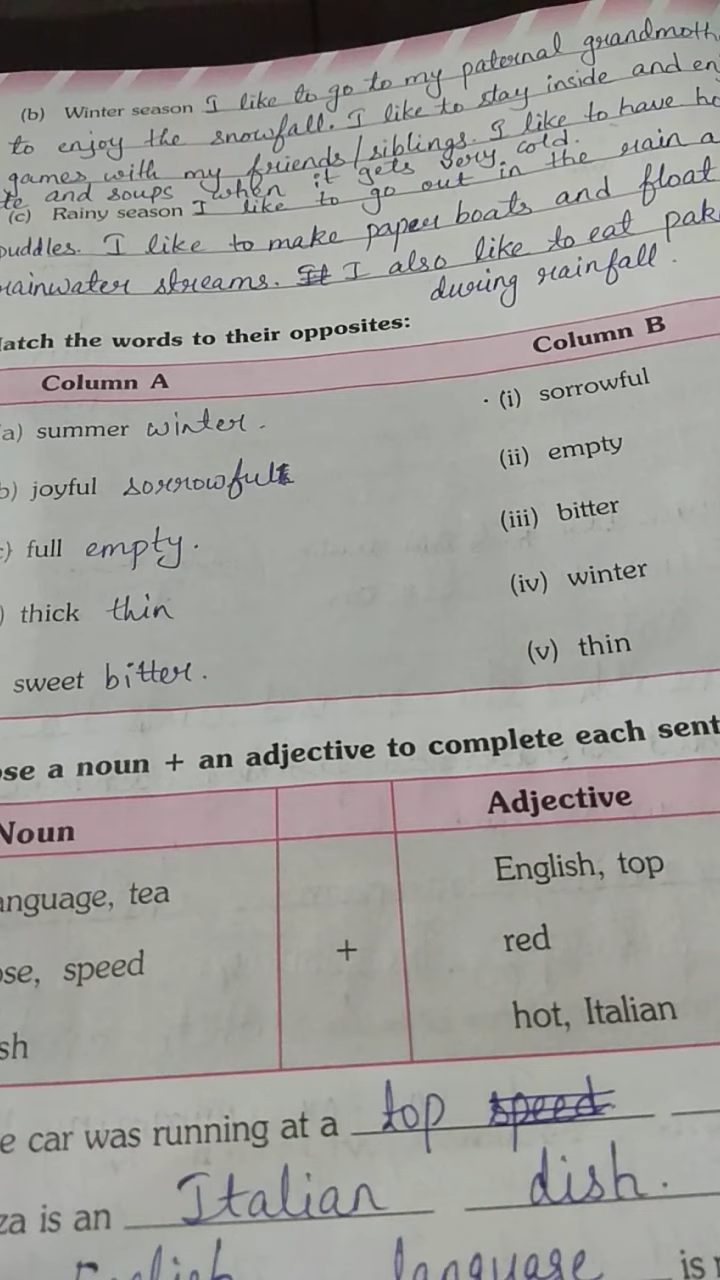 (b) Winter season I like to go to my paternal grandmoth
to enjoy the snowfall. I like to stay inside and en
games with my friends/siblings. I like to have ho
te and soups when it gets very cold.
(c) Rainy season I like to go out in the rain a
puddles. I like to make paper boats and float
rainwater streams. I also like to eat pak
during rainfall.
atch the words to their opposites:
Column A Column B
a) summer winter. (i) sorrowful
b) joyful sorrowful (ii) empty
c) full empty. (iii) bitter
) thick thin (iv) winter
sweet bitter. (v) thin
ose a noun + an adjective to complete each sent
Noun Adjective
anguage, tea English, top
ose, speed + red
sh hot, Italian
e car was running at a top speed
za is an Italian dish.
English language is